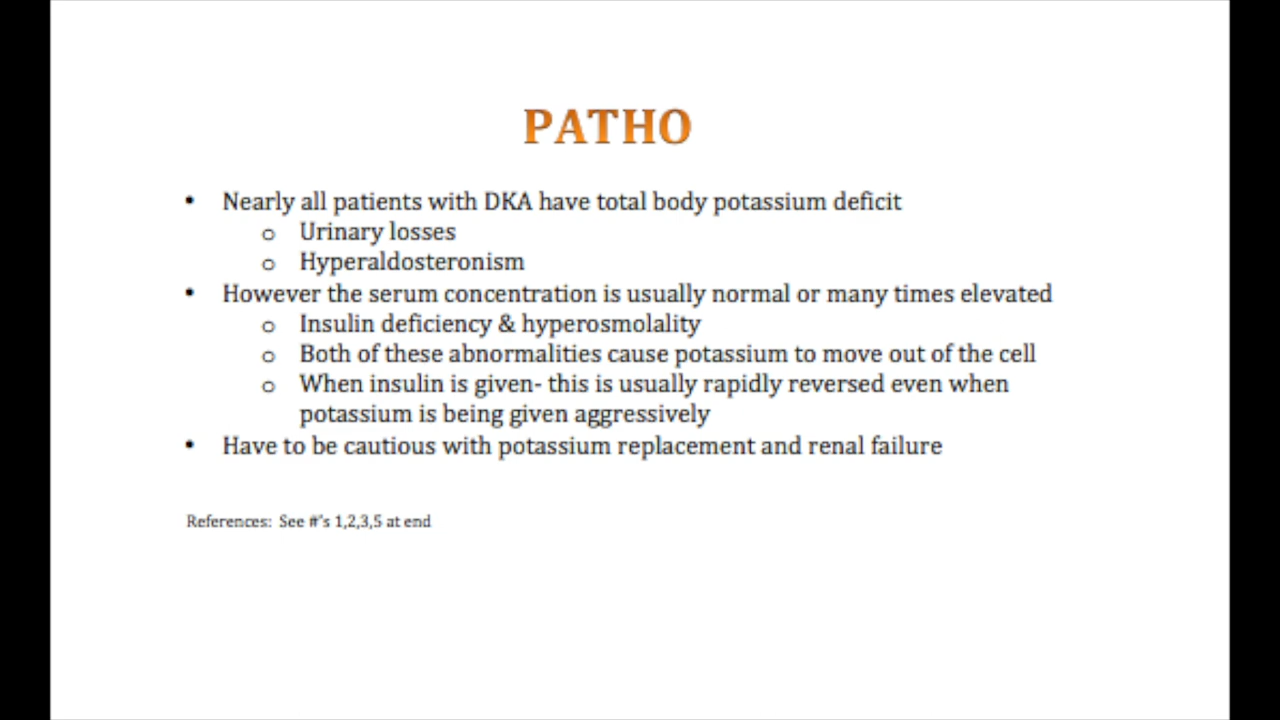 PATHO
• Nearly all patients with DKA have total body potassium deficit
o Urinary losses
o Hyperaldosteronism
• However the serum concentration is usually normal or many times elevated
o Insulin deficiency & hyperosmolality
o Both of these abnormalities cause potassium to move out of the cell
o When insulin is given- this is usually rapidly reversed even when
potassium is being given aggressively
• Have to be cautious with potassium replacement and renal failure
References: See #'s 1,2,3,5 at end